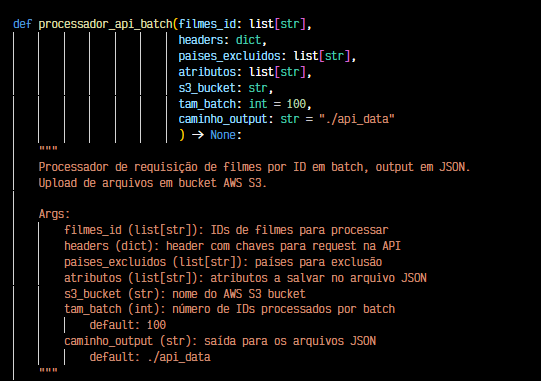 def processador_api_batch(filmes_id: list[str],
headers: dict,
paises_excluidos: list[str],
atributos: list[str],
s3_bucket: str,
tam_batch: int = 100,
caminho_output: str = "./api_data"
) -> None:
"""
Processador de requisição de filmes por ID em batch, output em JSON.
Upload de arquivos em bucket AWS S3.
Args:
filmes_id (list[str]): IDs de filmes para processar
headers (dict): header com chaves para request na API
paises_excluidos (list[str]): países para exclusão
atributos (list[str]): atributos a salvar no arquivo JSON
s3_bucket (str): nome do AWS S3 bucket
tam_batch (int): número de IDs processados por batch
default: 100
caminho_output (str): saída para os arquivos JSON
default: ./api_data
"""